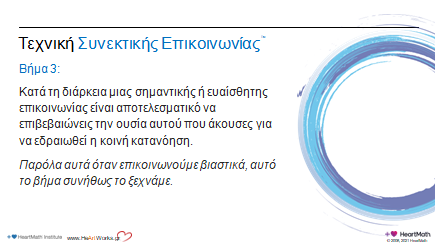 Τεχνική Συνεκτικής Επικοινωνίας™
Βήμα 3:
Κατά τη διάρκεια μιας σημαντικής ή ευαίσθητης
επικοινωνίας είναι αποτελεσματικό να
επιβεβαιώνεις την ουσία αυτού που άκουσες για
να εδραιωθεί η κοινή κατανόηση.
Παρόλα αυτά όταν επικοινωνούμε βιαστικά, αυτό
το βήμα συνήθως το ξεχνάμε.
HeartMath Institute www.HeArtWorks.gr
HeartMath.
© 2008, 2021 HeartMath